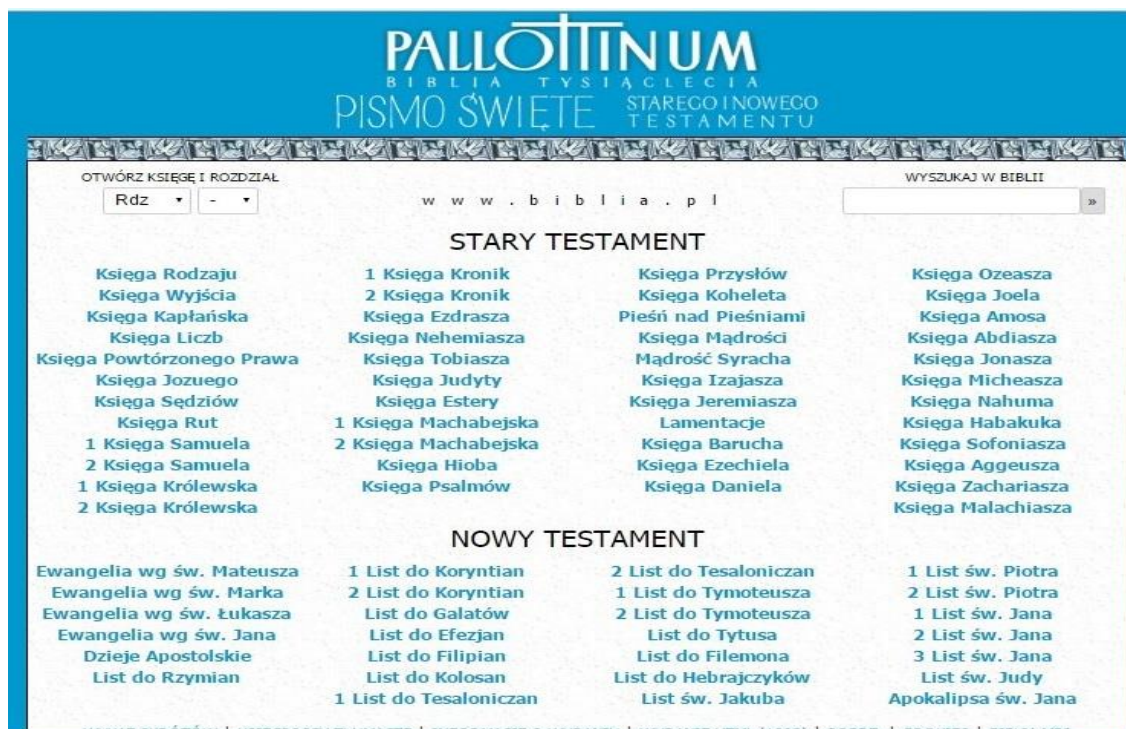 PALLOTTINUM
BIBLIA TYSIĄCLECIA
PISMO ŚWIĘTE STAREGO I NOWEGO
TESTAMENTU
OTWÓRZ KSIĘGĘ I ROZDZIAŁ
WYSZUKAJ W BIBLII
Rdz -
www.biblia.pl
»
STARY TESTAMENT
Księga Rodzaju
Księga Wyjścia
Księga Kapłańska
Księga Liczb
Księga Powtórzonego Prawa
Księga Jozuego
Księga Sędziów
Księga Rut
1 Księga Samuela
2 Księga Samuela
1 Księga Królewska
2 Księga Królewska
1 Księga Kronik
2 Księga Kronik
Księga Ezdrasza
Księga Nehemiasza
Księga Tobiasza
Księga Judyty
Księga Estery
1 Księga Machabejska
2 Księga Machabejska
Księga Hioba
Księga Psalmów
Księga Przysłów
Księga Koheleta
Pieśń nad Pieśniami
Księga Mądrości
Mądrość Syracha
Księga Izajasza
Księga Jeremiasza
Lamentacje
Księga Barucha
Księga Ezechiela
Księga Daniela
Księga Ozeasza
Księga Joela
Księga Amosa
Księga Abdiasza
Księga Jonasza
Księga Micheasza
Księga Nahuma
Księga Habakuka
Księga Sofoniasza
Księga Aggeusza
Księga Zachariasza
Księga Malachiasza
NOWY TESTAMENT
Ewangelia wg św. Mateusza
Ewangelia wg św. Marka
Ewangelia wg św. Łukasza
Ewangelia wg św. Jana
Dzieje Apostolskie
List do Rzymian
1 List do Koryntian
2 List do Koryntian
List do Galatów
List do Efezjan
List do Filipian
List do Kolosan
1 List do Tesaloniczan
2 List do Tesaloniczan
1 List do Tymoteusza
2 List do Tymoteusza
List do Tytusa
List do Filemona
List do Hebrajczyków
List św. Jakuba
1 List św. Piotra
2 List św. Piotra
1 List św. Jana
2 List św. Jana
3 List św. Jana
List św. Judy
Apokalipsa św. Jana